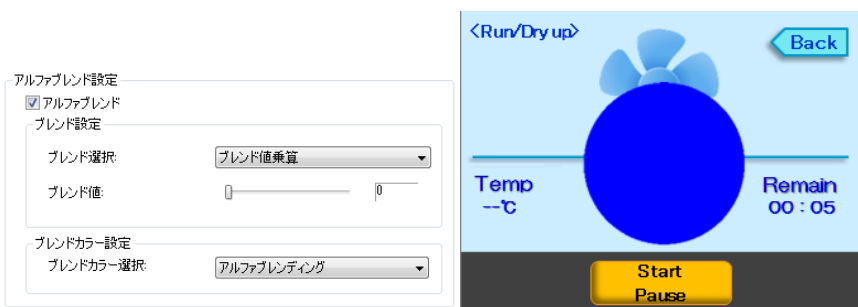 アルファブレンド設定
アルファブレンド
ブレンド設定
ブレンド選択:
ブレンド値乗算
ブレンド値:
0
ブレンドカラー設定
ブレンドカラー選択:
アルファブレンディング
<Run/Dry up>
Back
Temp
--℃
Remain
00:05
Start
Pause